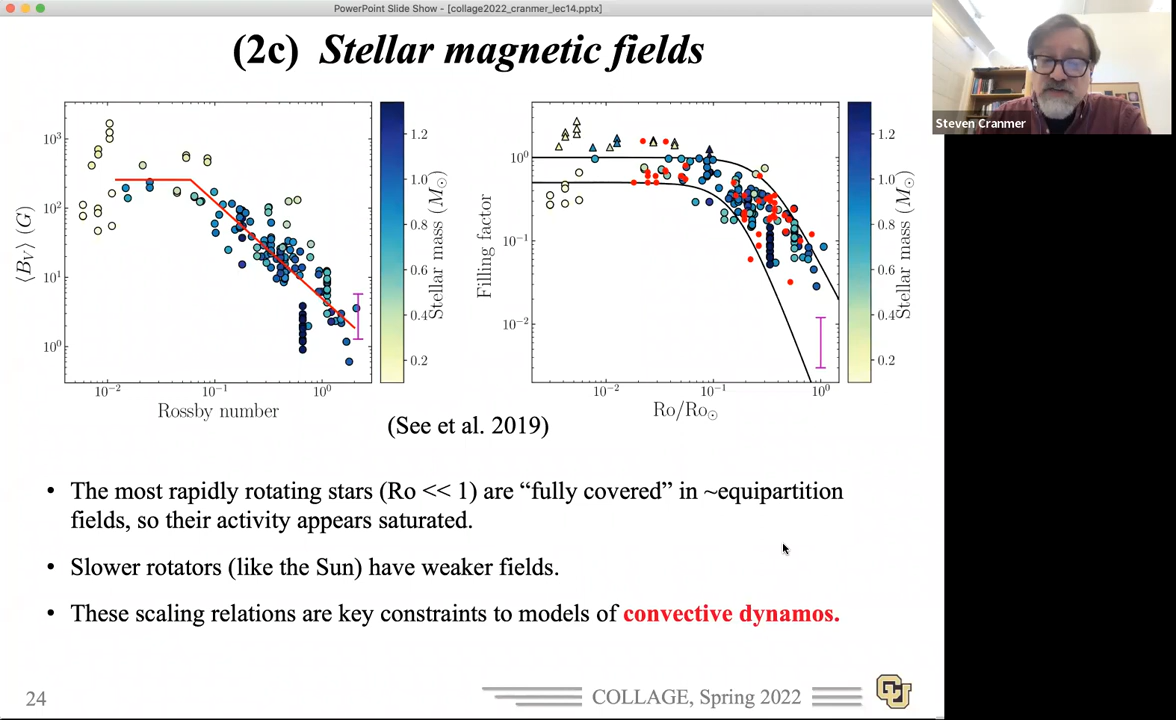 PowerPoint Slide Show - [collage2022_cranmer_lec14.pptx]
(2c) Stellar magnetic fields
Steven Cranmer
10³
10²
10¹
10⁰
⟨B_V⟩ (G)
10⁻²
10⁻¹
10⁰
Rossby number
1.2
1.0
0.8
0.6
0.4
0.2
Stellar mass (M☉)
10⁰
10⁻¹
10⁻²
Filling factor
10⁻²
10⁻¹
10⁰
Ro/Ro☉
1.2
1.0
0.8
0.6
0.4
0.2
Stellar mass (M☉)
(See et al. 2019)
• The most rapidly rotating stars (Ro << 1) are “fully covered” in ~equipartition
fields, so their activity appears saturated.
• Slower rotators (like the Sun) have weaker fields.
• These scaling relations are key constraints to models of convective dynamos.
24
COLLAGE, Spring 2022
CU